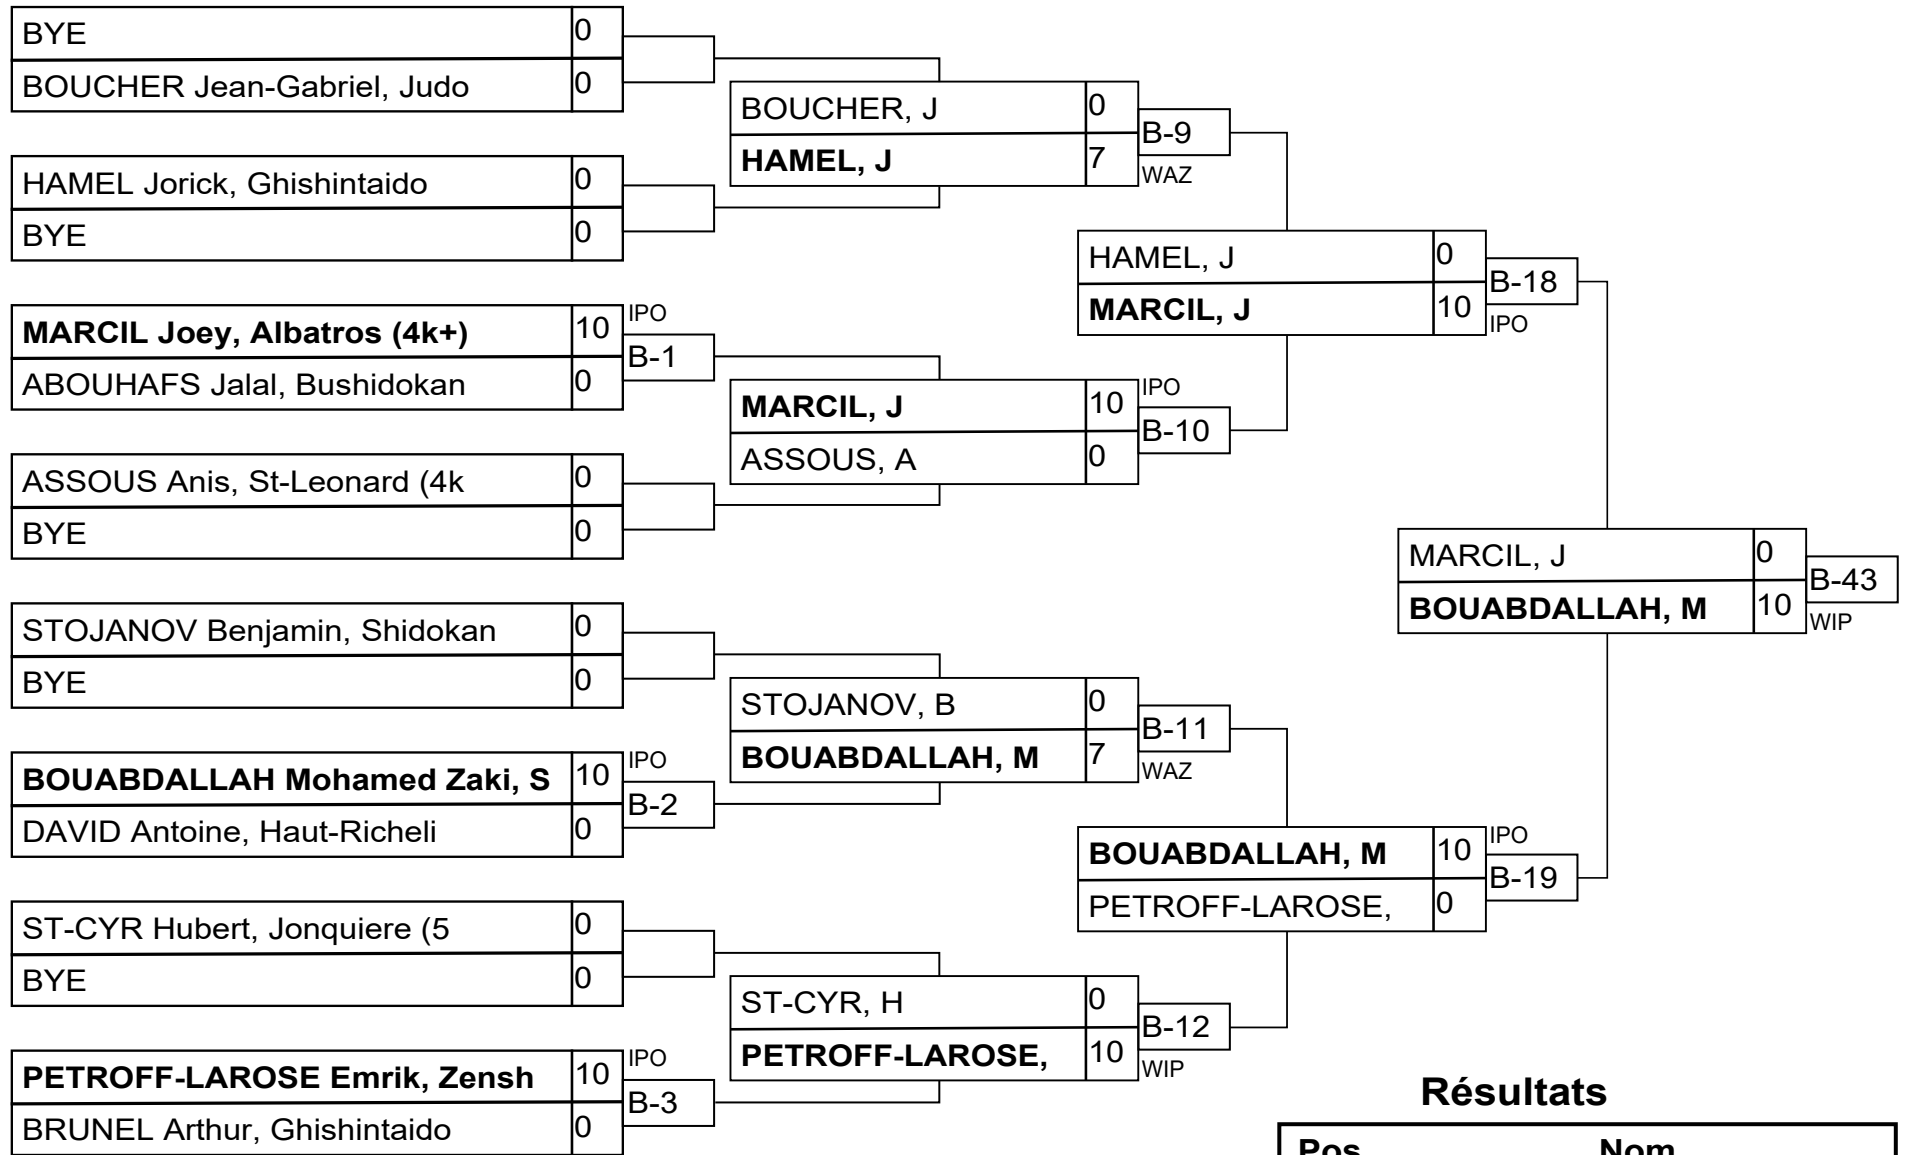 BYE 0
BOUCHER Jean-Gabriel, Judo 0
HAMEL Jorick, Ghishintaido 0
BYE 0
MARCIL Joey, Albatros (4k+) 10 IPO
B-1
ABOUHAFS Jalal, Bushidokan 0
ASSOUS Anis, St-Leonard (4k 0
BYE 0
STOJANOV Benjamin, Shidokan 0
BYE 0
BOUABDALLAH Mohamed Zaki, S 10 IPO
B-2
DAVID Antoine, Haut-Richeli 0
ST-CYR Hubert, Jonquiere (5 0
BYE 0
PETROFF-LAROSE Emrik, Zensh 10 IPO
B-3
BRUNEL Arthur, Ghishintaido 0
BOUCHER, J 0
B-9
HAMEL, J 7 WAZ
MARCIL, J 10 IPO
B-10
ASSOUS, A 0
STOJANOV, B 0
B-11
BOUABDALLAH, M 7 WAZ
ST-CYR, H 0
B-12
PETROFF-LAROSE, 10 WIP
HAMEL, J 0
B-18
MARCIL, J 10 IPO
BOUABDALLAH, M 10 IPO
B-19
PETROFF-LAROSE, 0
MARCIL, J 0
B-43
BOUABDALLAH, M 10 WIP
Résultats
Pos Nom